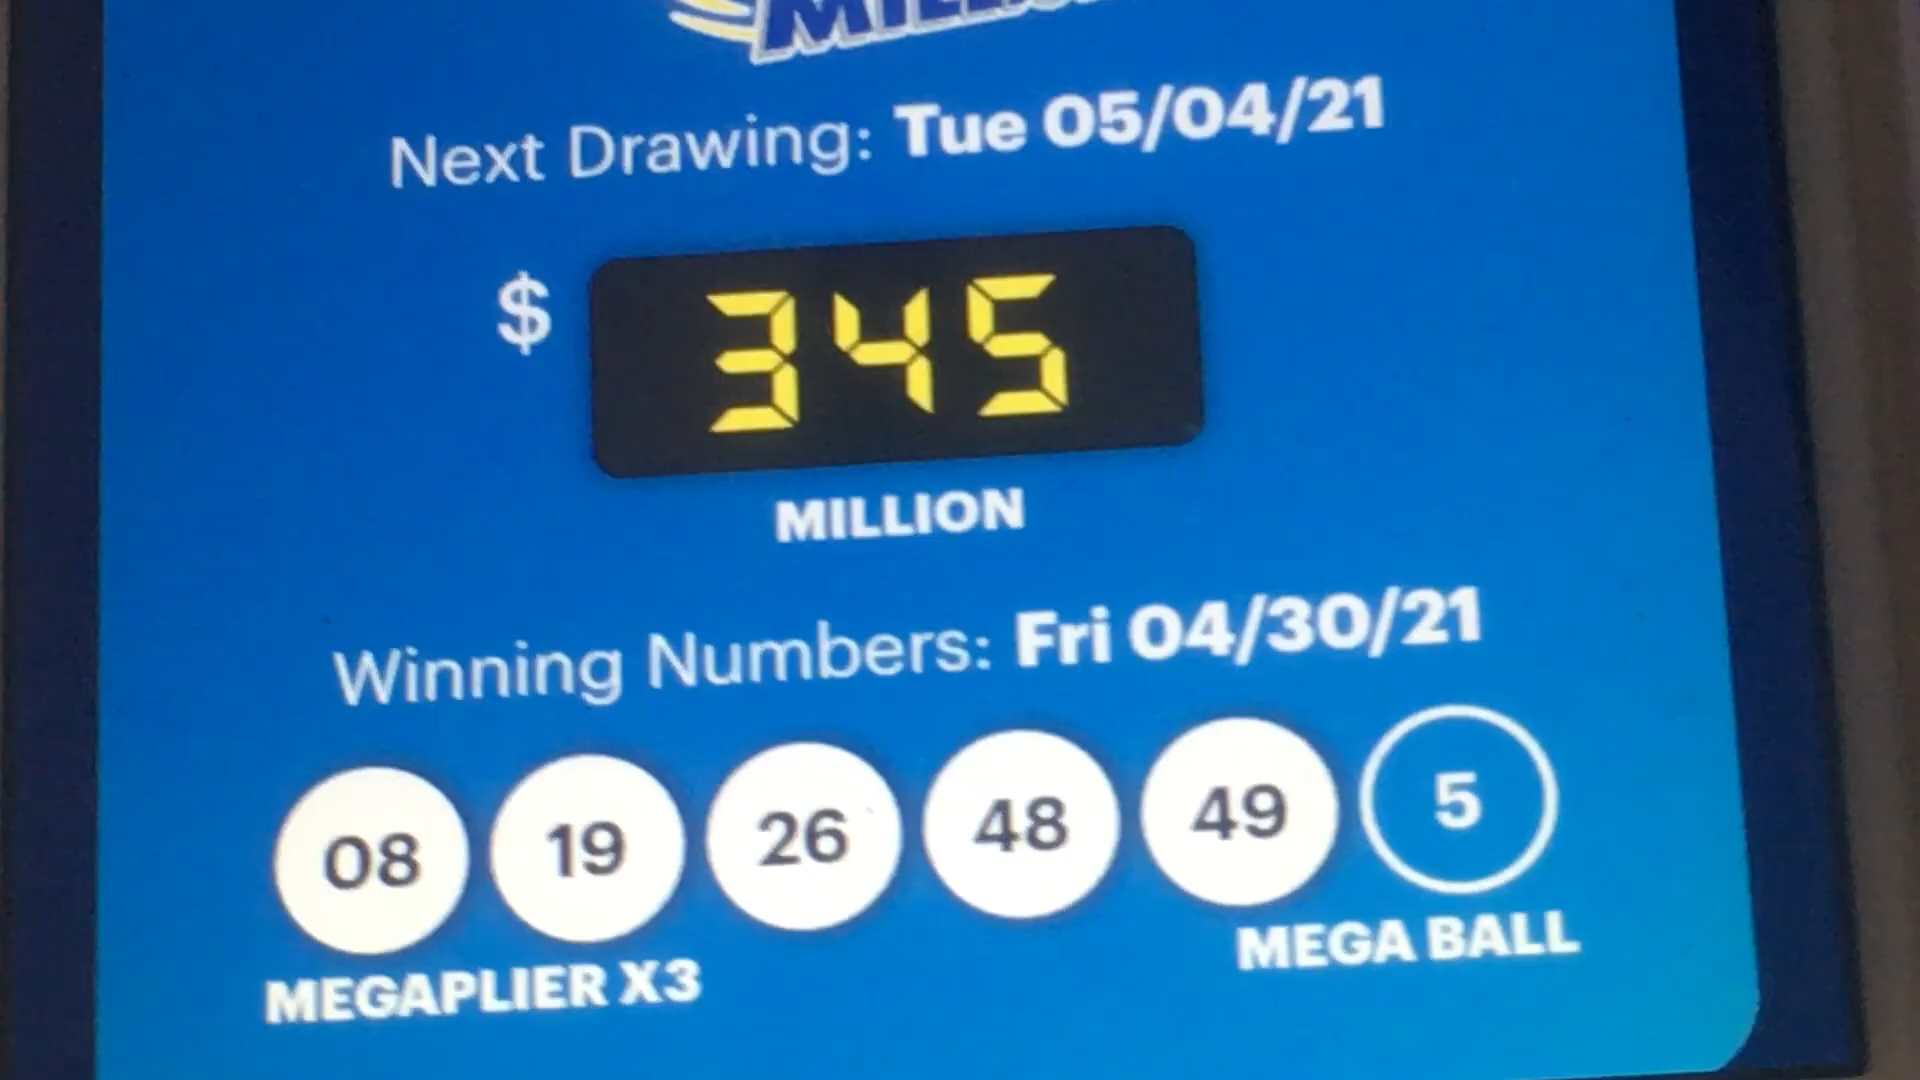 Next Drawing: Tue 05/04/21
$ 345
MILLION
Winning Numbers: Fri 04/30/21
08 19 26 48 49 5
MEGAPLIER X3 MEGA BALL